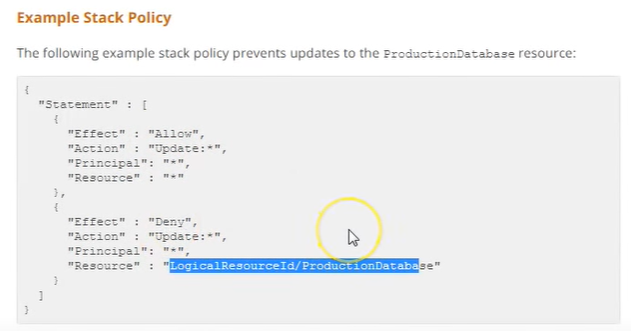 Example Stack Policy
The following example stack policy prevents updates to the ProductionDatabase resource:
{
"Statement" : [
{
"Effect" : "Allow",
"Action" : "Update:*",
"Principal": "*",
"Resource" : "*"
},
{
"Effect" : "Deny",
"Action" : "Update:*",
"Principal": "*",
"Resource" : "LogicalResourceId/ProductionDatabase"
}
]
}